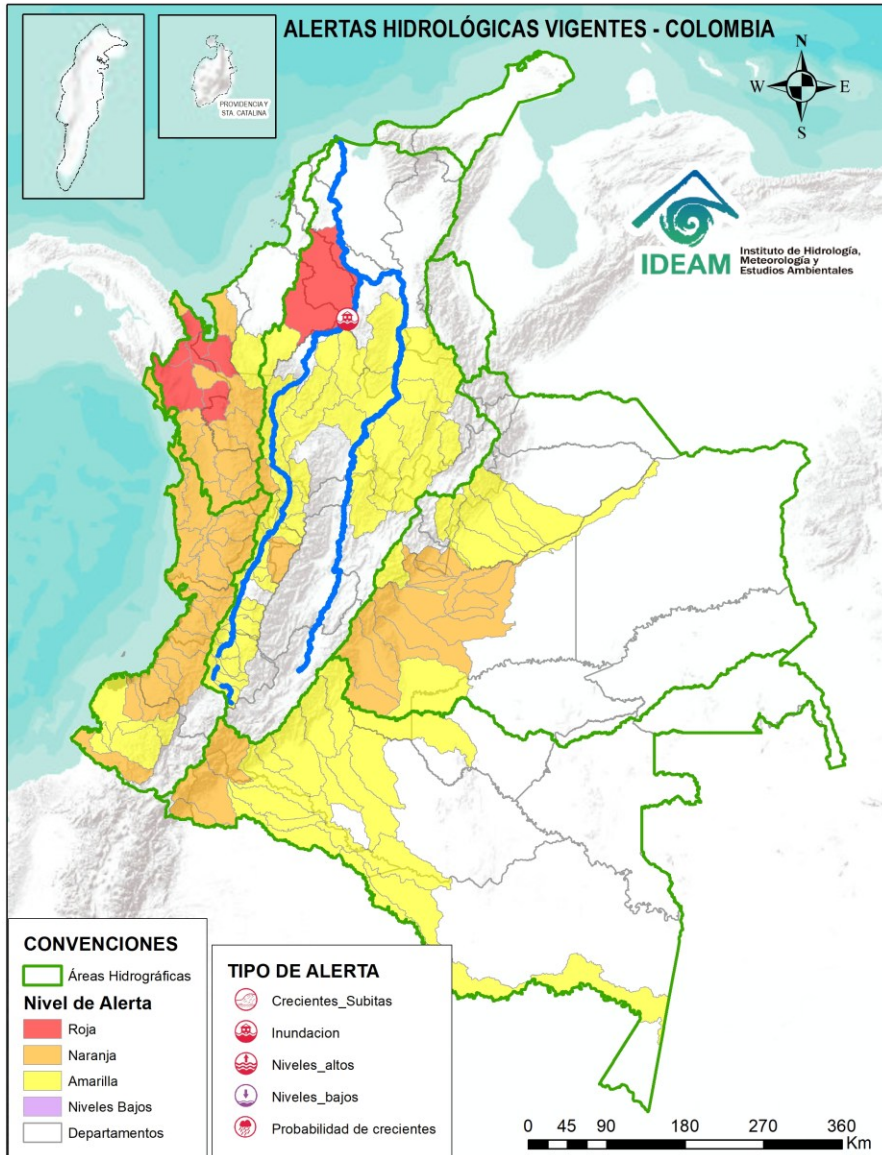 ALERTAS HIDROLÓGICAS VIGENTES - COLOMBIA
PROVIDENCIA Y
STA. CATALINA
N
W
E
S
IDEAM
Instituto de Hidrología,
Meteorología y
Estudios Ambientales
CONVENCIONES
Áreas Hidrográficas
Nivel de Alerta
Roja
Naranja
Amarilla
Niveles Bajos
Departamentos
TIPO DE ALERTA
Crecientes_Subitas
Inundacion
Niveles_altos
Niveles_bajos
Probabilidad de crecientes
0 45 90 180 270 360
Km